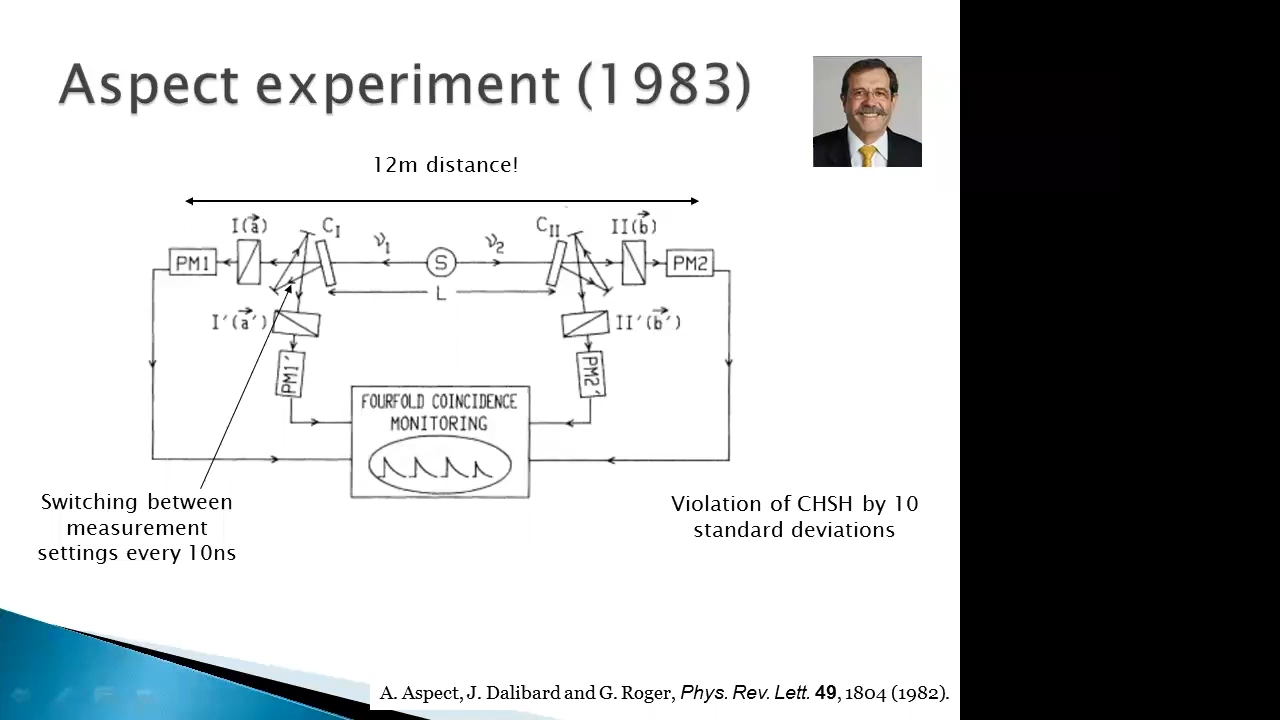 Aspect experiment (1983)
12m distance!
I(a⃗)
C_I
ν₁
S
ν₂
C_II
II(b⃗)
PM1
PM2
L
I′(a⃗′)
II′(b⃗′)
PM1′
PM2′
FOURFOLD COINCIDENCE
MONITORING
Switching between
measurement
settings every 10ns
Violation of CHSH by 10
standard deviations
A. Aspect, J. Dalibard and G. Roger, Phys. Rev. Lett. 49, 1804 (1982).